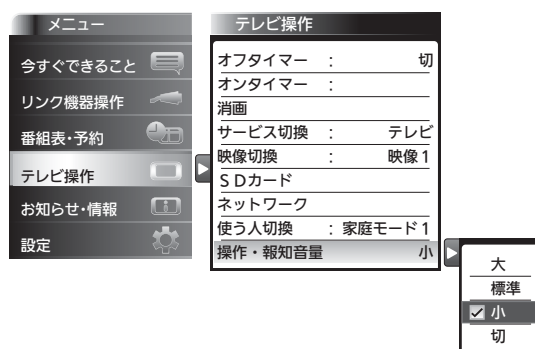 メニュー
今すぐできること
リンク機器操作
番組表・予約
テレビ操作
お知らせ・情報
設定
テレビ操作
オフタイマー : 切
オンタイマー :
消画
サービス切換 : テレビ
映像切換 : 映像1
SDカード
ネットワーク
使う人切換 : 家庭モード1
操作・報知音量 小
大
標準
小
切